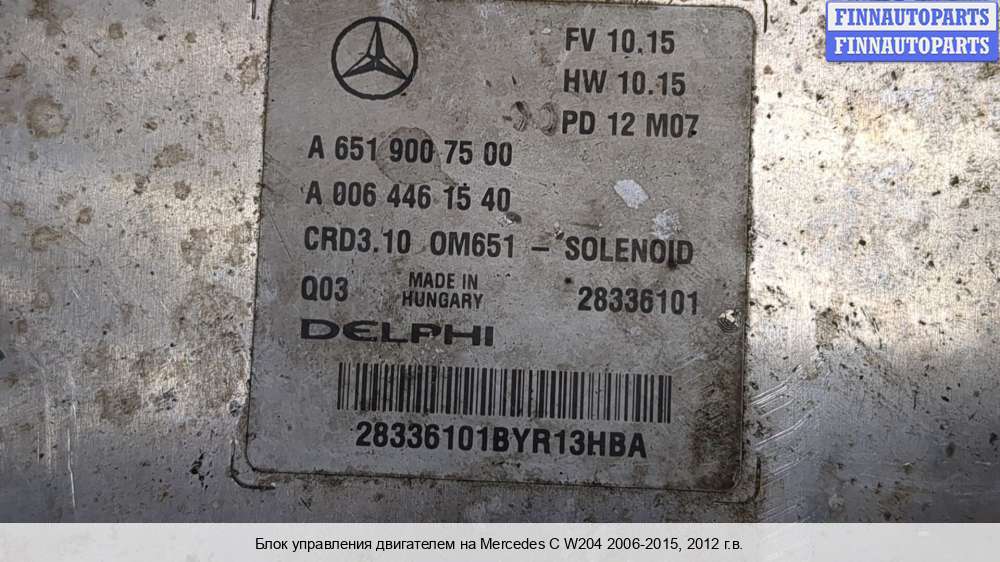 FINNAUTOPARTS
FINNAUTOPARTS
FV 10.15
HW 10.15
PD 12 M07
A 651 900 75 00
A 006 446 15 40
CRD3.10 OM651 – SOLENOID
Q03 MADE IN HUNGARY 28336101
DELPHI
28336101BYR13HBA
Блок управления двигателем на Mercedes C W204 2006-2015, 2012 г.в.